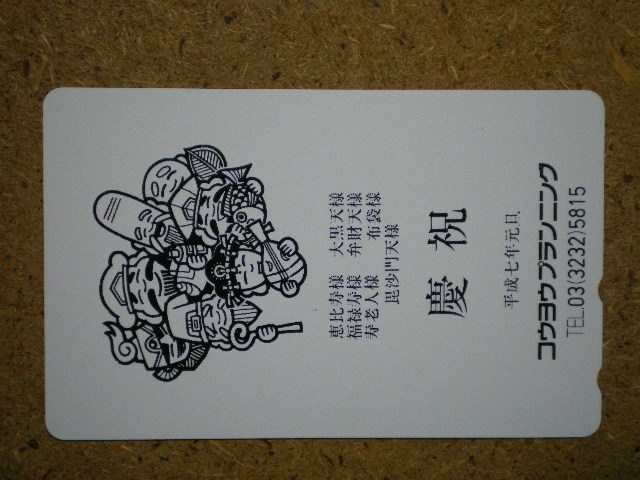 恵比寿様 大黒天様
福禄寿様 弁財天様
寿老人様 布袋様
毘沙門天様
慶祝
平成七年元旦
コウヨウプランニング
TEL.03(3232)5815